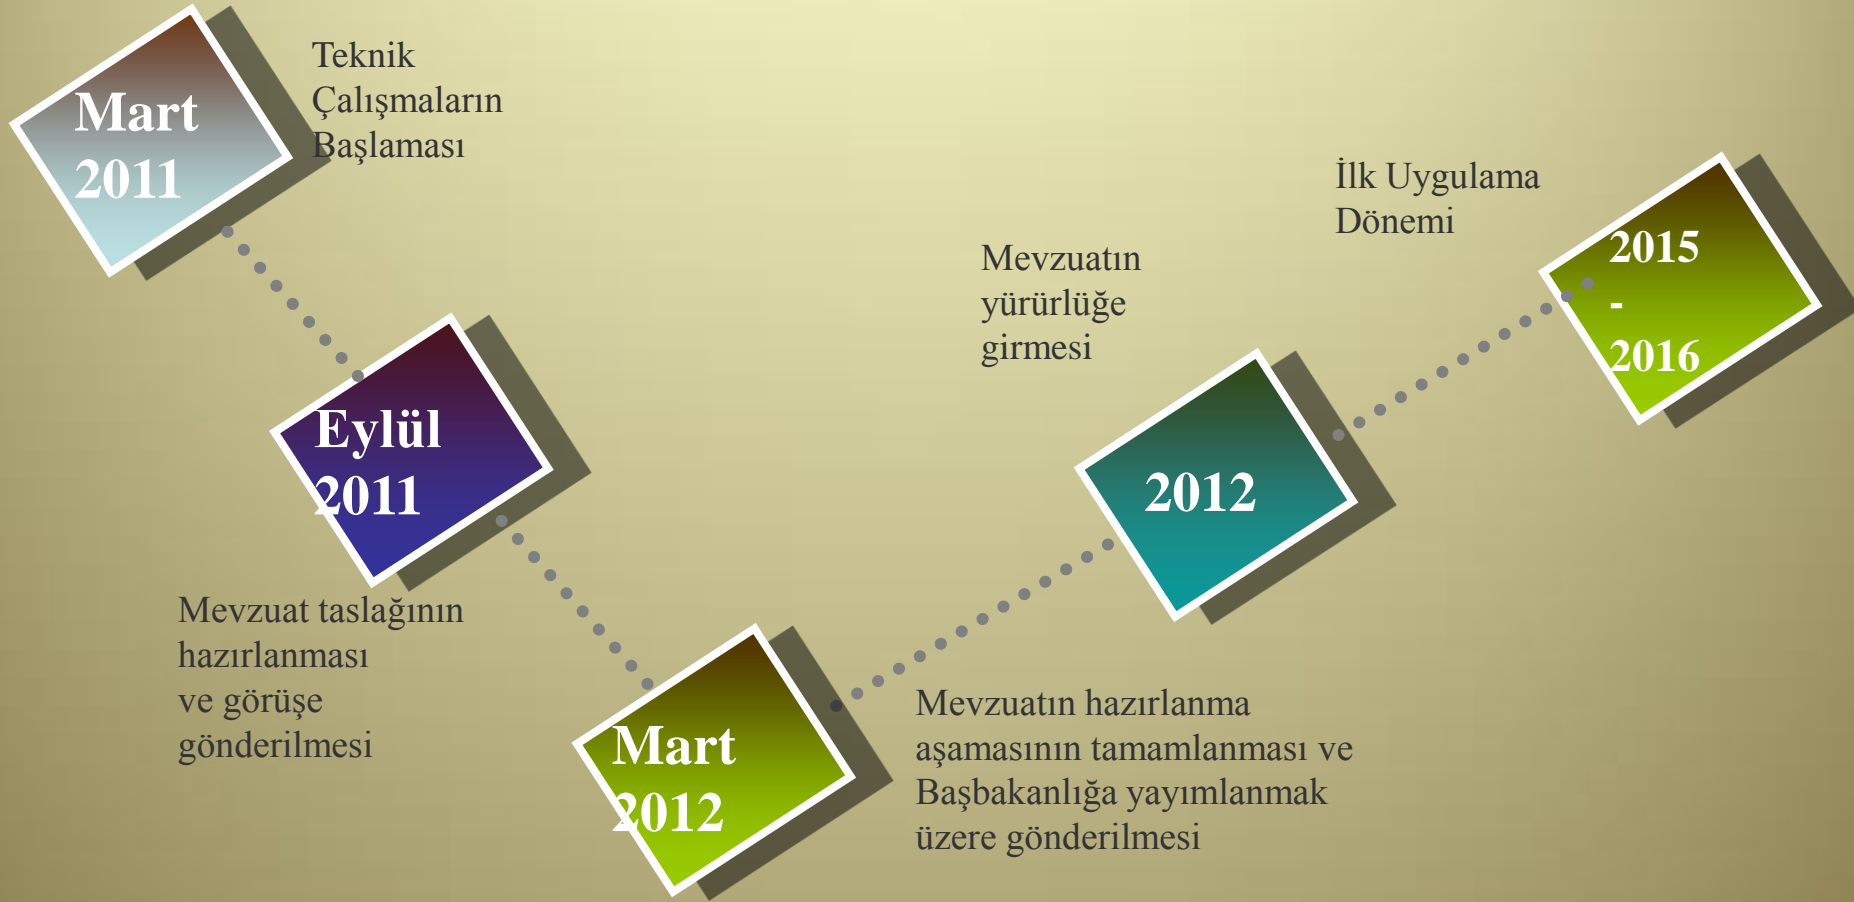 Mart
2011
Teknik
Çalışmaların
Başlaması
Eylül
2011
Mevzuat taslağının
hazırlanması
ve görüşe
gönderilmesi
Mart
2012
Mevzuatın hazırlanma
aşamasının tamamlanması ve
Başbakanlığa yayımlanmak
üzere gönderilmesi
2012
Mevzuatın
yürürlüğe
girmesi
İlk Uygulama
Dönemi
2015
-
2016